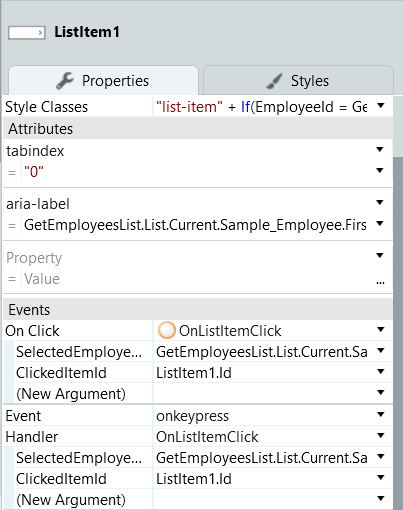 ListItem1
Properties
Styles
Style Classes "list-item" + If(EmployeeId = Ge
Attributes
tabindex
= "0"
aria-label
= GetEmployeesList.List.Current.Sample_Employee.Firs
Property
= Value ...
Events
On Click OnListItemClick
SelectedEmploye... GetEmployeesList.List.Current.Sa
ClickedItemId ListItem1.Id
(New Argument)
Event onkeypress
Handler OnListItemClick
SelectedEmploye... GetEmployeesList.List.Current.Sa
ClickedItemId ListItem1.Id
(New Argument)